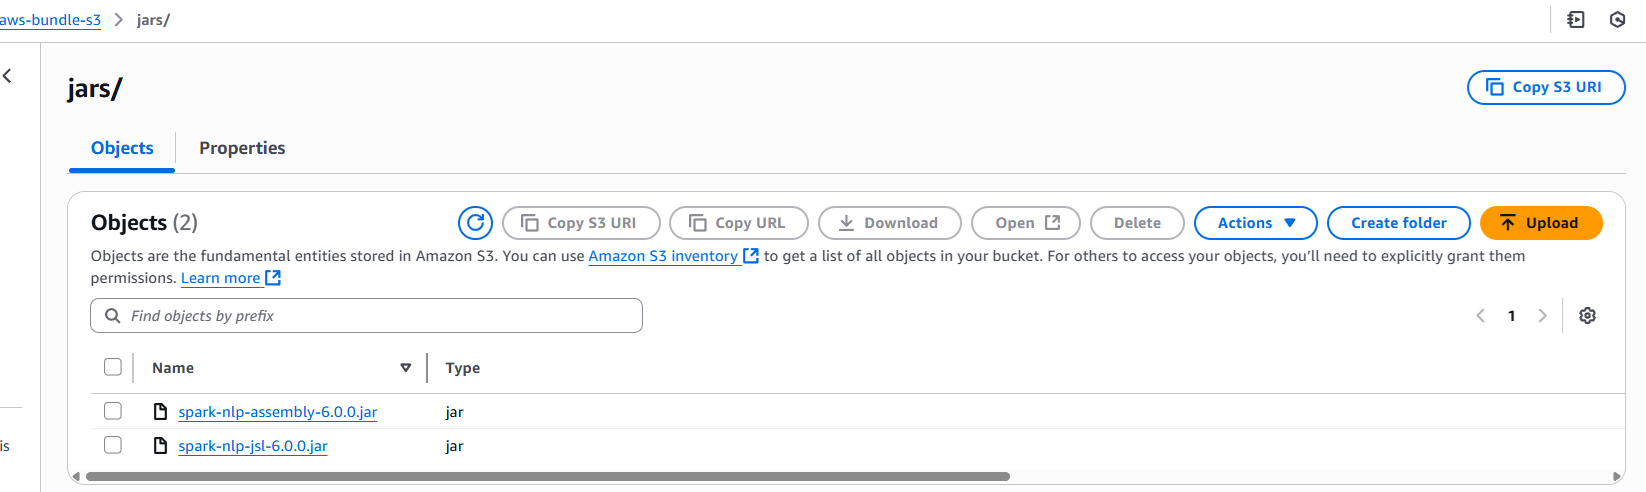 aws-bundle-s3 > jars/
jars/
Copy S3 URI
Objects Properties
Objects (2)
Copy S3 URI Copy URL Download Open Delete Actions Create folder Upload
Objects are the fundamental entities stored in Amazon S3. You can use Amazon S3 inventory to get a list of all objects in your bucket. For others to access your objects, you'll need to explicitly grant them
permissions. Learn more
Find objects by prefix
1
Name Type
spark-nlp-assembly-6.0.0.jar jar
is
spark-nlp-jsl-6.0.0.jar jar